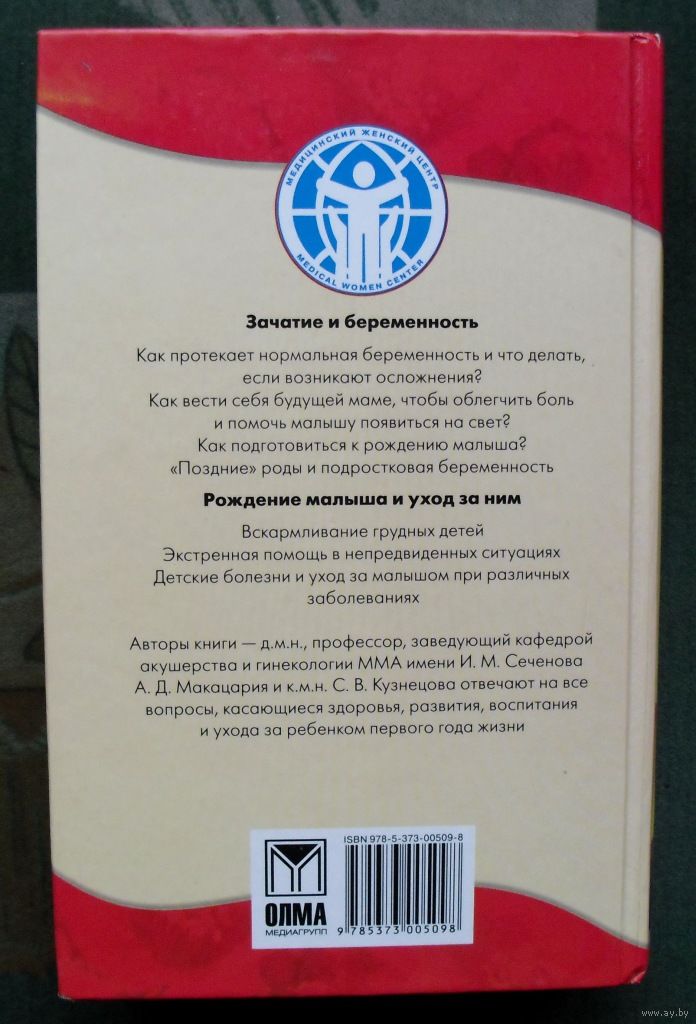 МЕДИЦИНСКИЙ ЖЕНСКИЙ ЦЕНТР
MEDICAL WOMEN CENTER
Зачатие и беременность
Как протекает нормальная беременность и что делать,
если возникают осложнения?
Как вести себя будущей маме, чтобы облегчить боль
и помочь малышу появиться на свет?
Как подготовиться к рождению малыша?
«Поздние» роды и подростковая беременность
Рождение малыша и уход за ним
Вскармливание грудных детей
Экстренная помощь в непредвиденных ситуациях
Детские болезни и уход за малышом при различных
заболеваниях
Авторы книги — д.м.н., профессор, заведующий кафедрой
акушерства и гинекологии ММА имени И. М. Сеченова
А. Д. Макацария и к.м.н. С. В. Кузнецова отвечают на все
вопросы, касающиеся здоровья, развития, воспитания
и ухода за ребенком первого года жизни
ISBN 978-5-373-00509-8
ОЛМА
МЕДИАГРУПП
9 785373 005098
www.ay.by